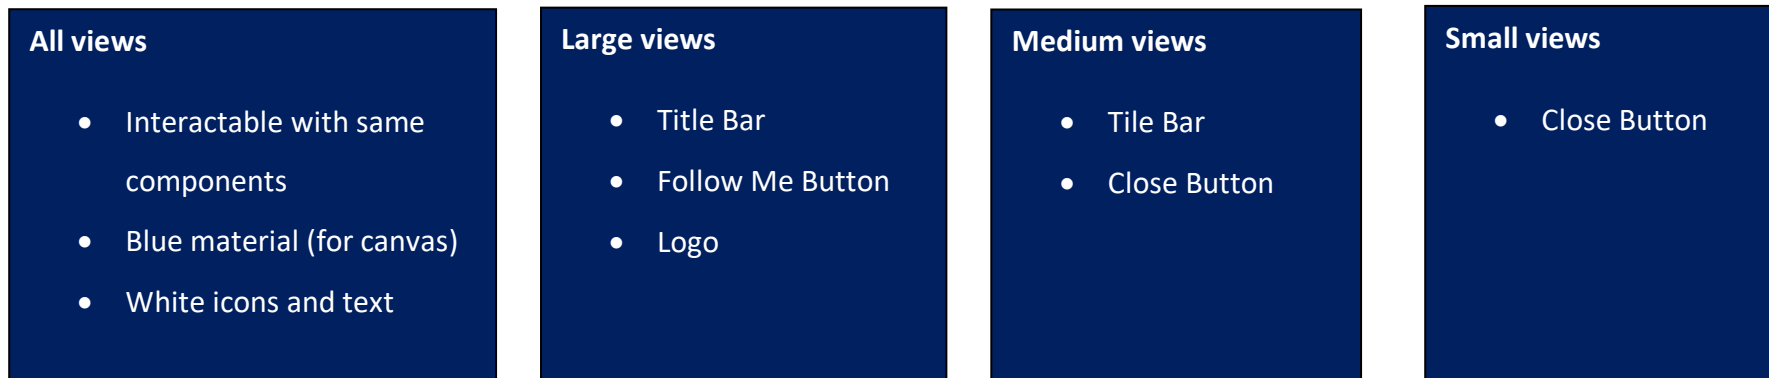 All views
• Interactable with same
components
• Blue material (for canvas)
• White icons and text
Large views
• Title Bar
• Follow Me Button
• Logo
Medium views
• Tile Bar
• Close Button
Small views
• Close Button